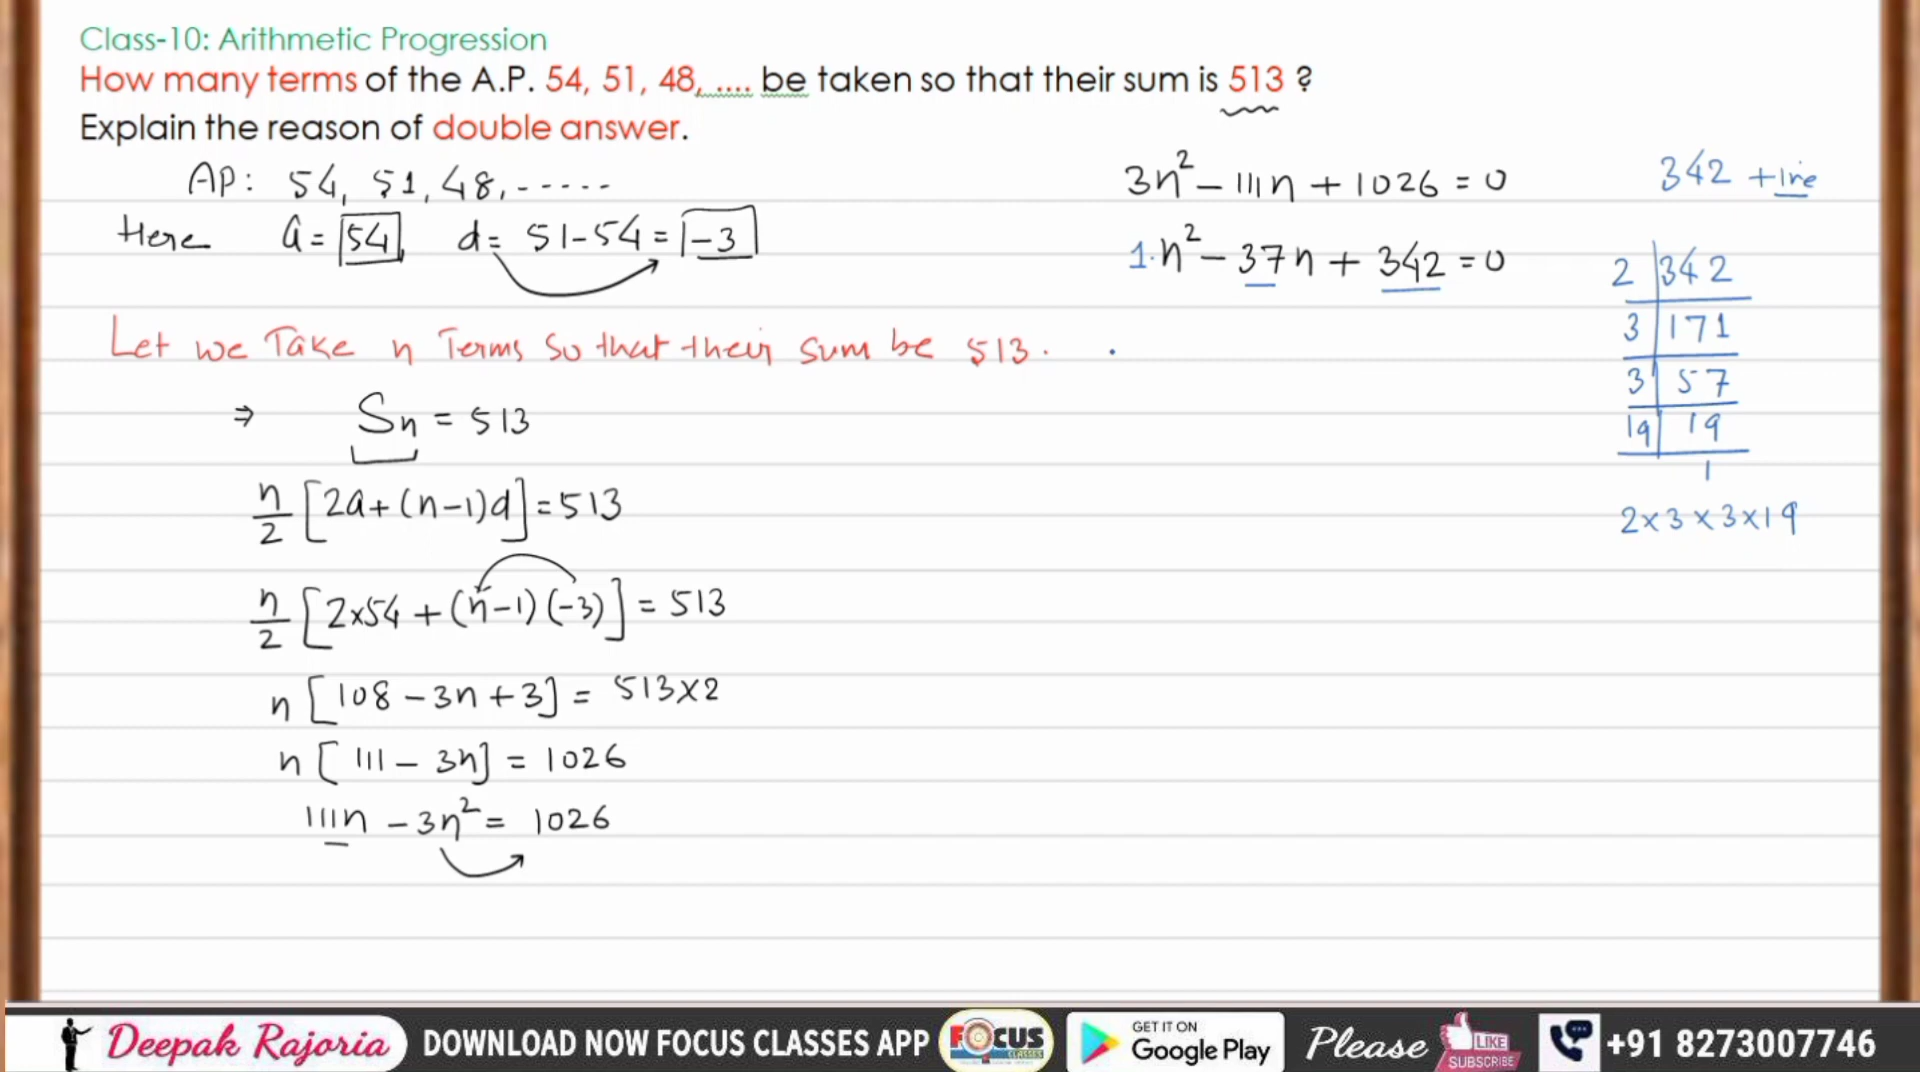 Class-10: Arithmetic Progression
How many terms of the A.P. 54, 51, 48, .... be taken so that their sum is 513 ?
Explain the reason of double answer.
AP: 54, 51, 48, - - - - - -
Here a = 54, d = 51-54 = -3
Let we Take n Terms so that their sum be 513.
⇒ Sn = 513
n/2 [2a+(n-1)d] = 513
n/2 [2×54 + (n-1)(-3)] = 513
n [108 - 3n + 3] = 513×2
n [111 - 3n] = 1026
111n - 3n² = 1026
3n² - 111n + 1026 = 0
1.n² - 37n + 342 = 0
342 +ive
2 | 342
3 | 171
3 | 57
19 | 19
1
2×3×3×19
Deepak Rajoria
DOWNLOAD NOW FOCUS CLASSES APP
FOCUS
CLASSES
GET IT ON
Google Play
Please
LIKE
SUBSCRIBE
+91 8273007746